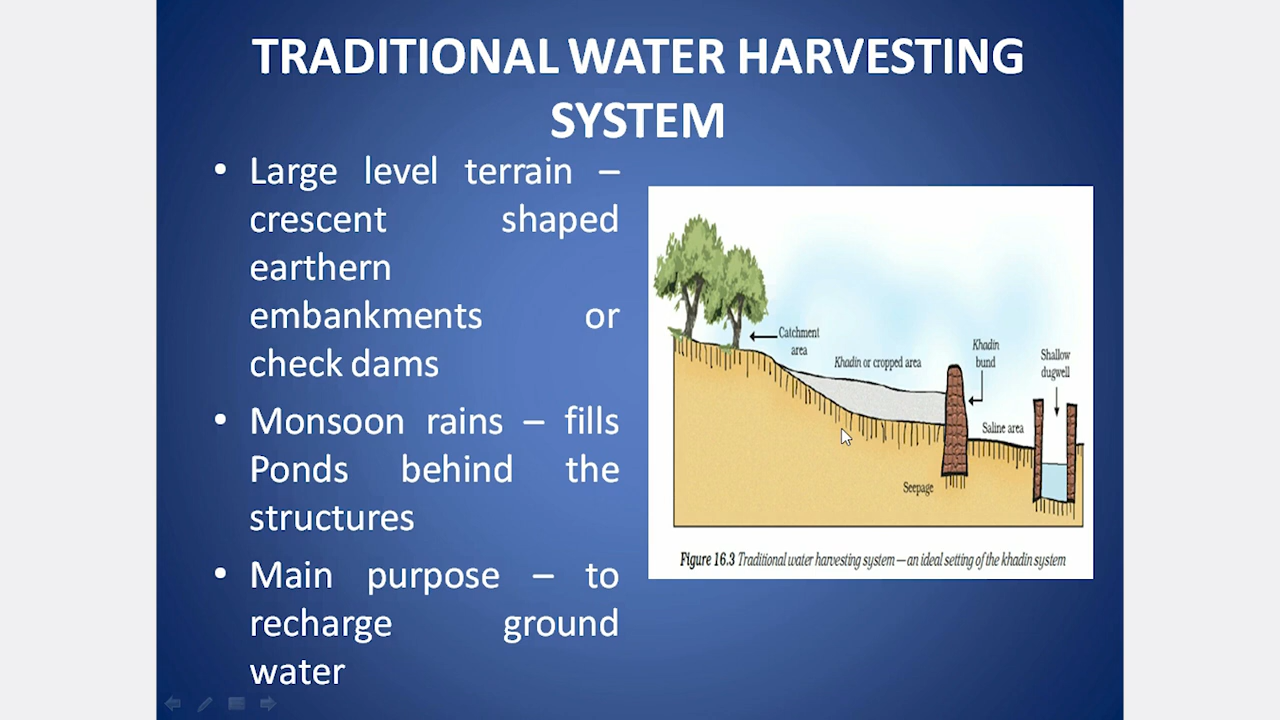 TRADITIONAL WATER HARVESTING
SYSTEM
• Large level terrain –
crescent shaped
earthern
embankments or
check dams
• Monsoon rains – fills
Ponds behind the
structures
• Main purpose – to
recharge ground
water
Catchment
area
Khadin or cropped area
Khadin
bund
Shallow
dugwell
Saline area
Seepage
Figure 16.3 Traditional water harvesting system — an ideal setting of the khadin system